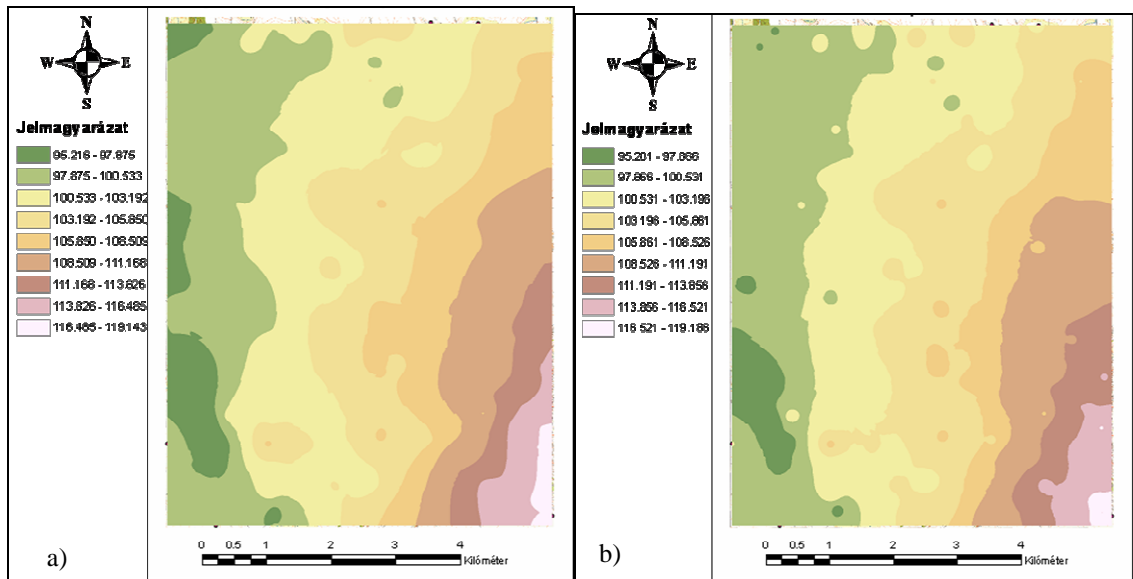 N
W E
S
Jelmagyarázat
95.216 - 97.875
97.875 - 100.533
100.533 - 103.192
103.192 - 105.850
105.850 - 108.509
108.509 - 111.168
111.168 - 113.826
113.826 - 116.485
116.485 - 119.143
0 0.5 1 2 3 4
Kilóméter
a)
N
W E
S
Jelmagyarázat
95.201 - 97.866
97.866 - 100.531
100.531 - 103.196
103.196 - 105.861
105.861 - 108.526
108.526 - 111.191
111.191 - 113.856
113.856 - 116.521
116.521 - 119.186
0 0.5 1 2 3 4
Kilóméter
b)